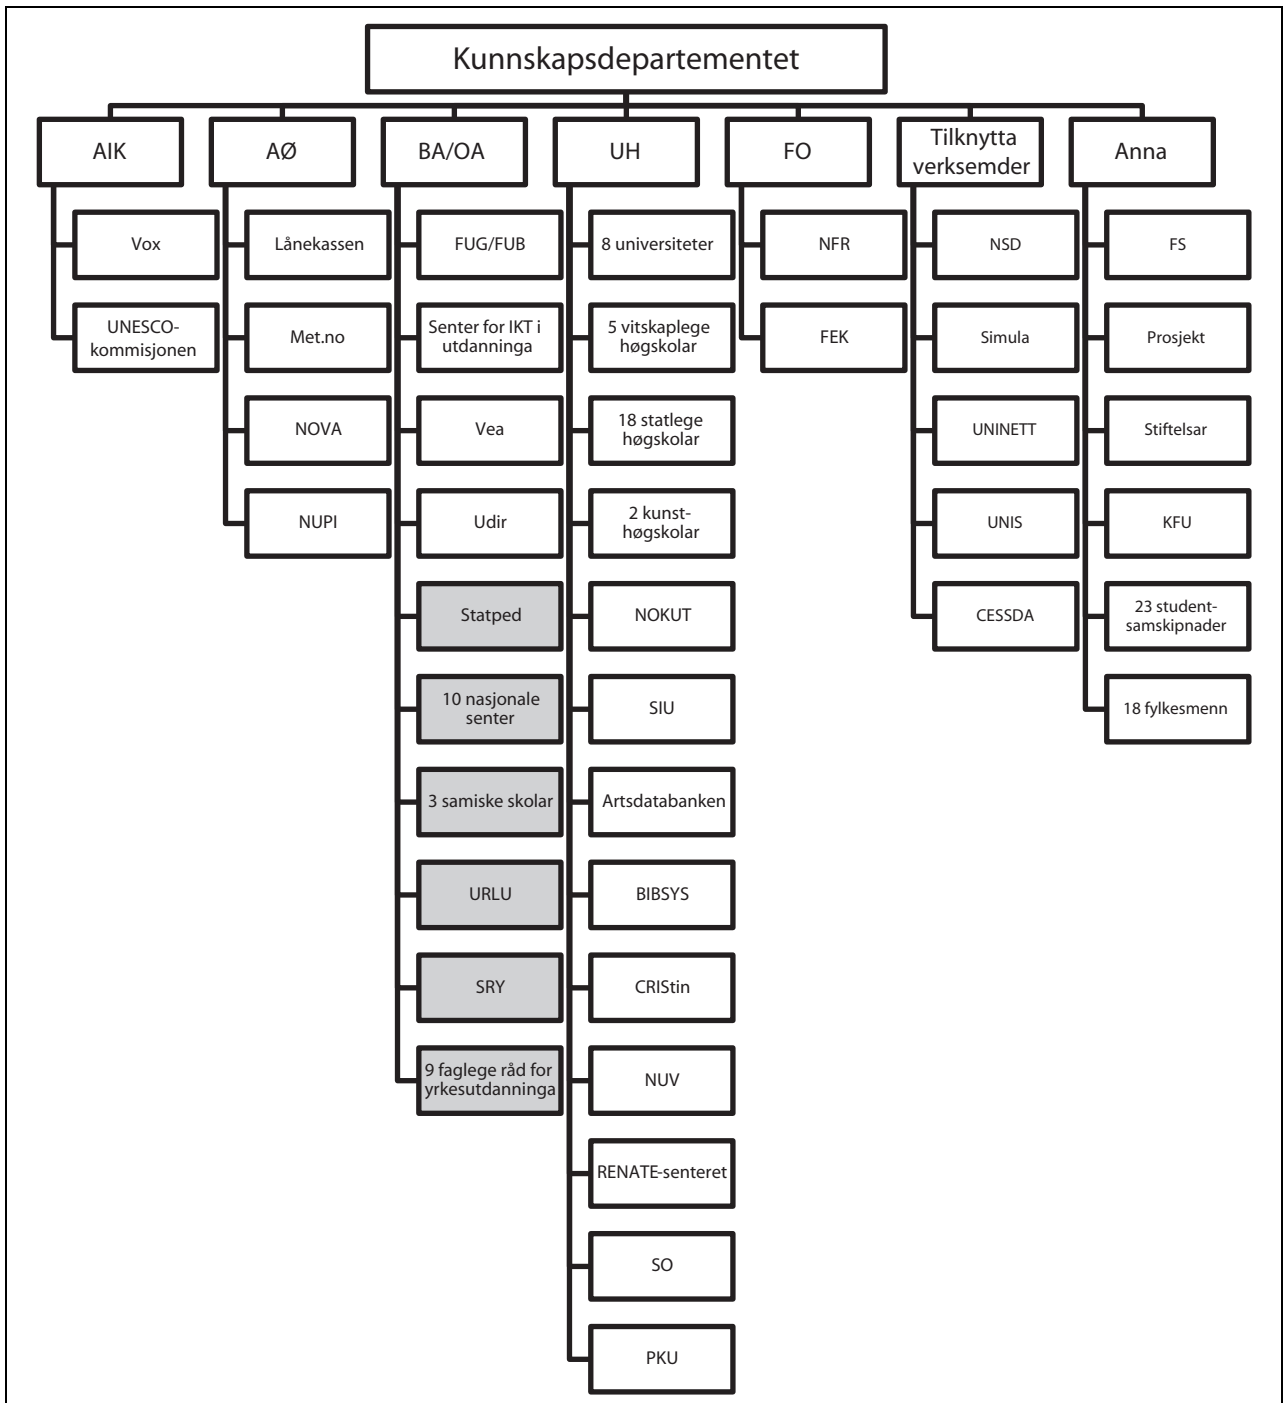 Kunnskapsdepartementet
AIK
AØ
BA/OA
UH
FO
Tilknytta
verksemder
Anna
Vox
UNESCO-
kommisjonen
Lånekassen
Met.no
NOVA
NUPI
FUG/FUB
Senter for IKT i
utdanninga
Vea
Udir
Statped
10 nasjonale
senter
3 samiske skolar
URLU
SRY
9 faglege råd for
yrkesutdanninga
8 universiteter
5 vitskaplege
høgskolar
18 statlege
høgskolar
2 kunst-
høgskolar
NOKUT
SIU
Artsdatabanken
BIBSYS
CRIStin
NUV
RENATE-senteret
SO
PKU
NFR
FEK
NSD
Simula
UNINETT
UNIS
CESSDA
FS
Prosjekt
Stiftelsar
KFU
23 student-
samskipnader
18 fylkesmenn